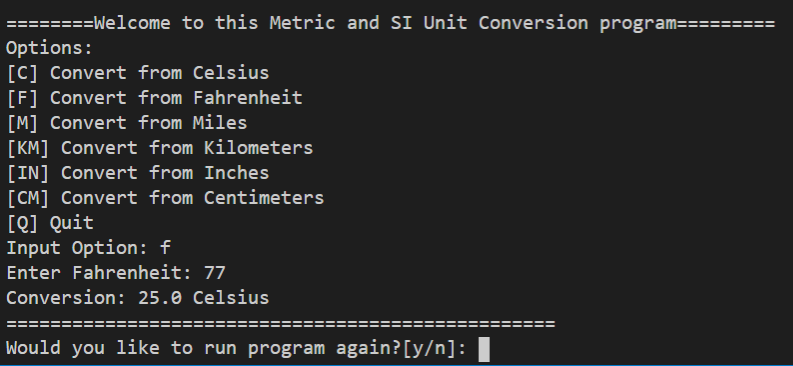 ========Welcome to this Metric and SI Unit Conversion program=========
Options:
[C] Convert from Celsius
[F] Convert from Fahrenheit
[M] Convert from Miles
[KM] Convert from Kilometers
[IN] Convert from Inches
[CM] Convert from Centimeters
[Q] Quit
Input Option: f
Enter Fahrenheit: 77
Conversion: 25.0 Celsius
==================================================
Would you like to run program again?[y/n]: